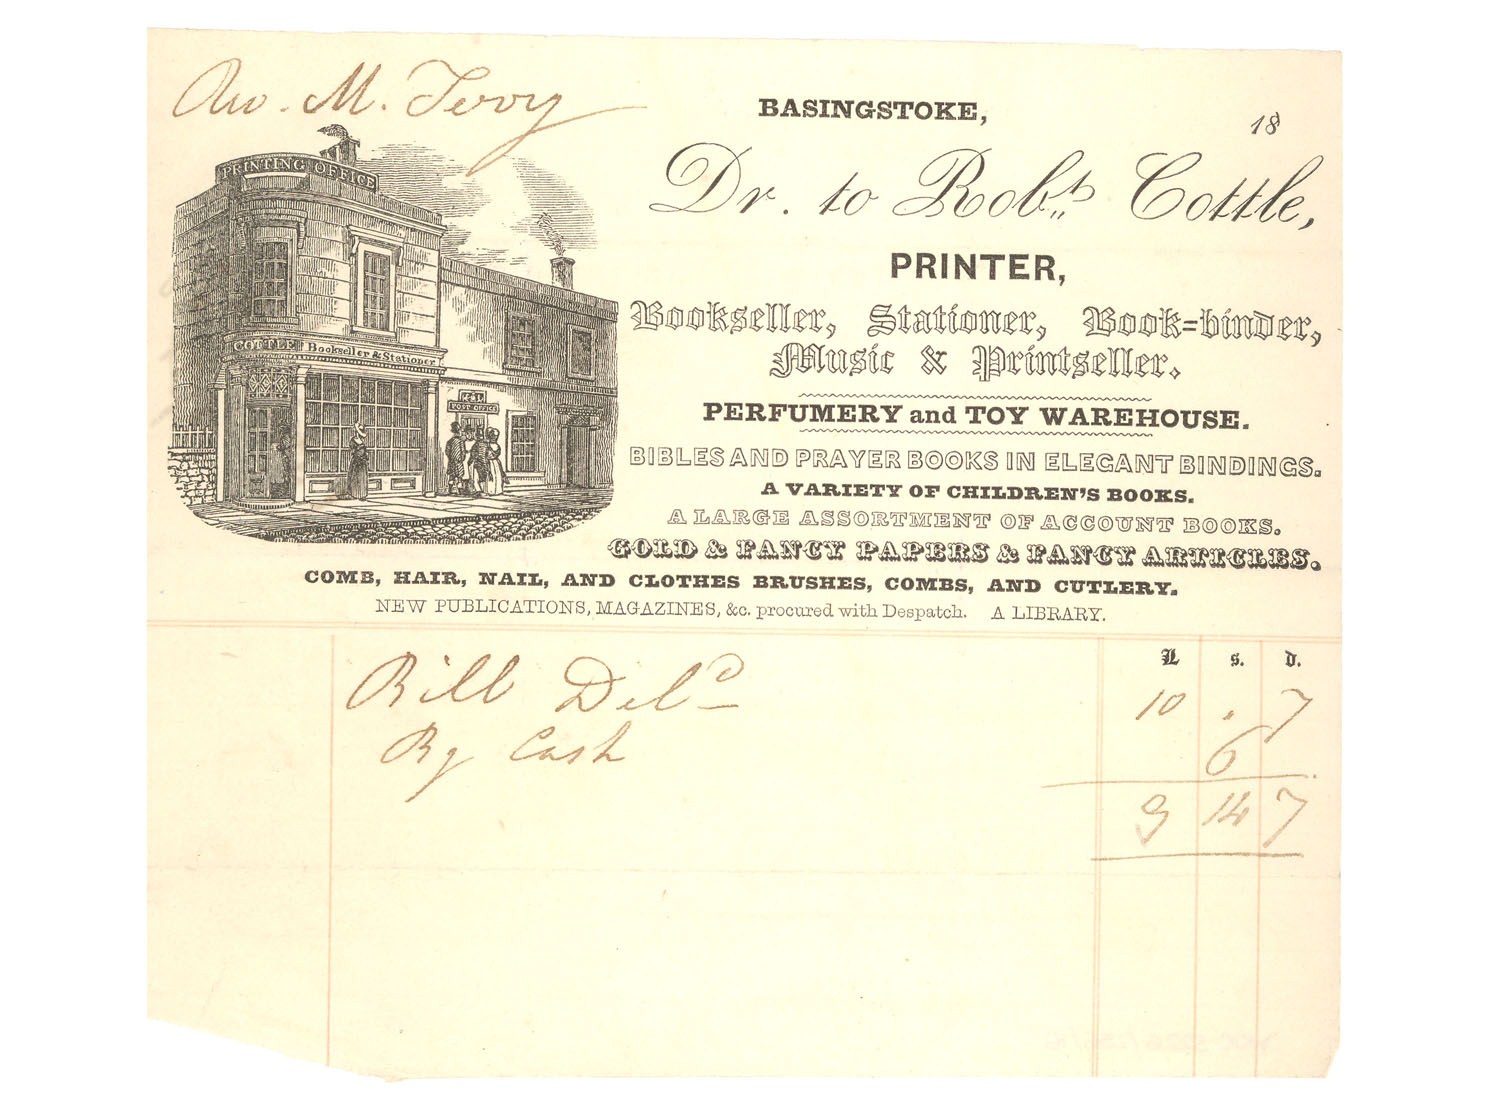 M. Terry
BASINGSTOKE, 18
Dr. to Robt. Cottle,
PRINTER,
Bookseller, Stationer, Book=binder,
Music & Printseller.
PERFUMERY and TOY WAREHOUSE.
BIBLES AND PRAYER BOOKS IN ELEGANT BINDINGS.
A VARIETY OF CHILDREN'S BOOKS.
A LARGE ASSORTMENT OF ACCOUNT BOOKS.
GOLD & FANCY PAPERS & FANCY ARTICLES.
COMB, HAIR, NAIL, AND CLOTHES BRUSHES, COMBS, AND CUTLERY.
NEW PUBLICATIONS, MAGAZINES, &c. procured with Despatch. A LIBRARY.
PRINTING OFFICE
COTTLE Bookseller & Stationer
POST OFFICE
L s. d.
Bill Deld 10 . 7
By Cash 6
9 14 7